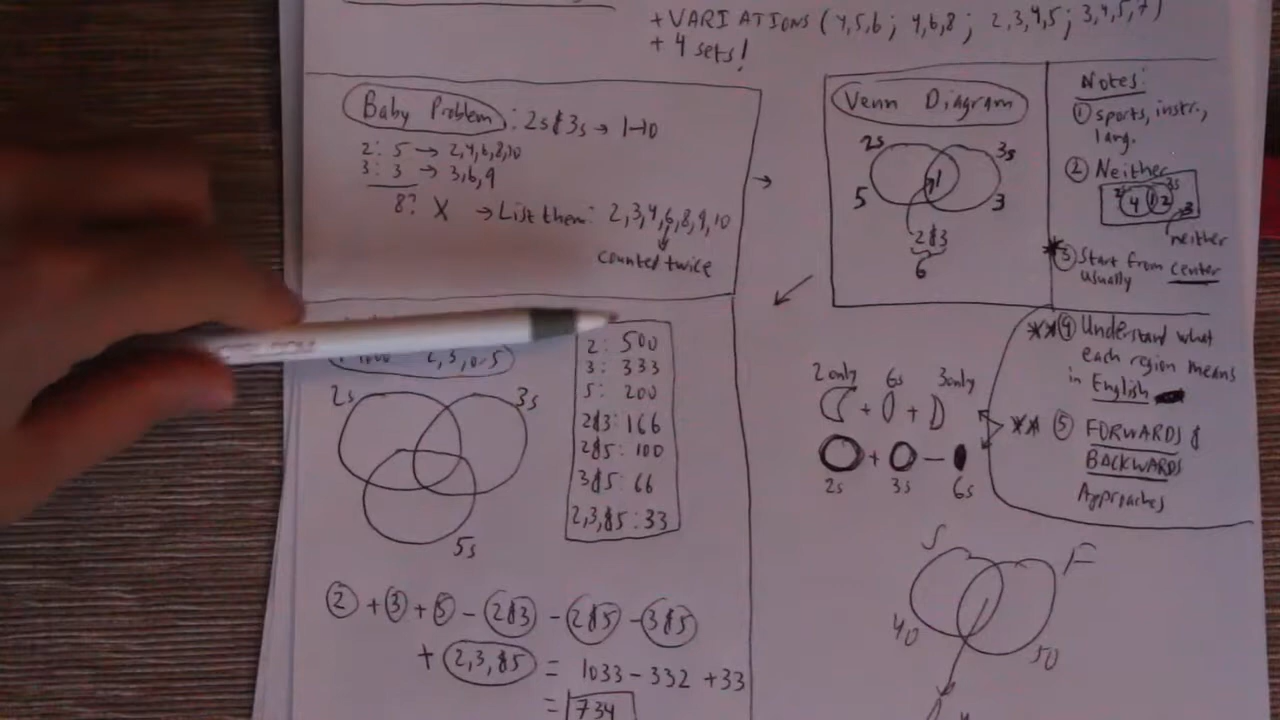 + VARIATIONS (4,5,6 ; 4,6,8 ; 2,3,4,5 ; 3,4,5,7)
+ 4 sets!
Baby Problem : 2s & 3s → 1→10
2: 5 → 2,4,6,8,10
3: 3 → 3,6,9
8? X → List them: 2,3,4,6,8,9,10
counted twice
Venn Diagram
2s 3s
1
5 3
2&3
6
Notes:
① sports, instr.,
lang.
② Neither
2s 3s
4 1 2
3
neither
③ Start from center
usually
④ Understand what
each region means
in English
⑤ FORWARDS &
BACKWARDS
Approaches
2, 3, or 5
2s 3s
5s
2: 500
3: 333
5: 200
2&3: 166
2&5: 100
3&5: 66
2,3,&5: 33
2 + 3 + 5 - 2&3 - 2&5 - 3&5
+ 2,3,&5 = 1033 - 332 + 33
= 734
2 only 6s 3 only
+ +
+ -
2s 3s 6s
S F
40 50